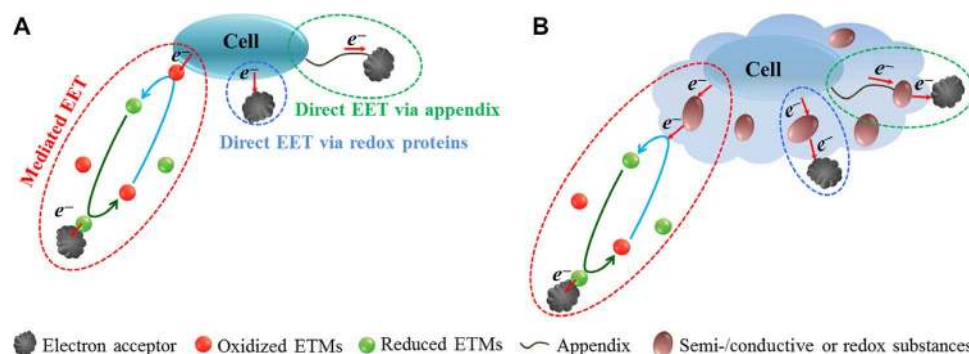 A
B
Cell
e−
e−
e−
Direct EET via appendix
Direct EET via redox proteins
Mediated EET
e−
Cell
e−
e−
e−
e−
e−
e−
e−
Electron acceptor
Oxidized ETMs
Reduced ETMs
Appendix
Semi-/conductive or redox substances